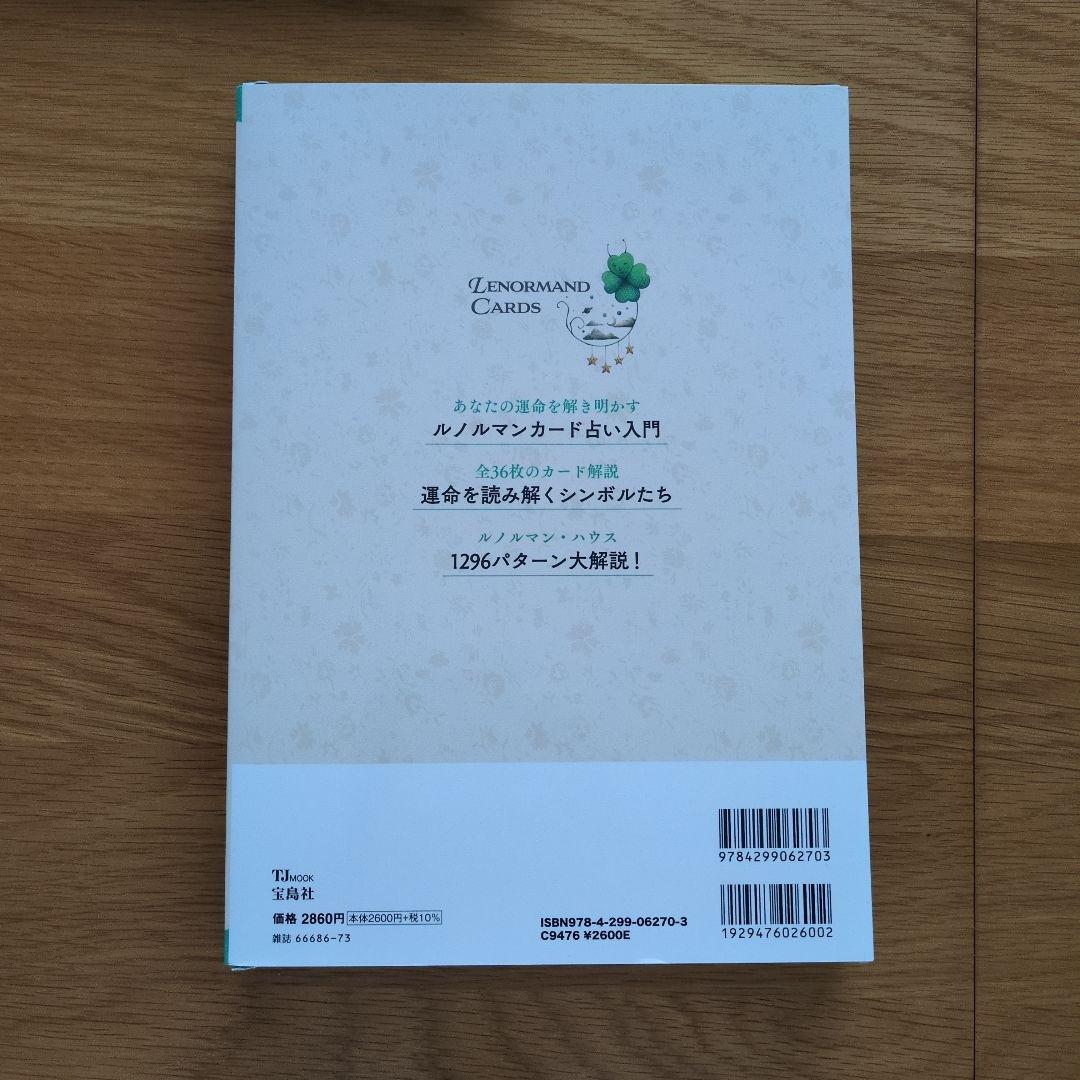 LENORMAND
CARDS
あなたの運命を解き明かす
ルノルマンカード占い入門
全36枚のカード解説
運命を読み解くシンボルたち
ルノルマン・ハウス
1296パターン大解説!
9784299062703
TJ MOOK
宝島社
価格 2860円 本体2600円+税10%
雑誌 66686-73
ISBN978-4-299-06270-3
C9476 ¥2600E
1929476026002